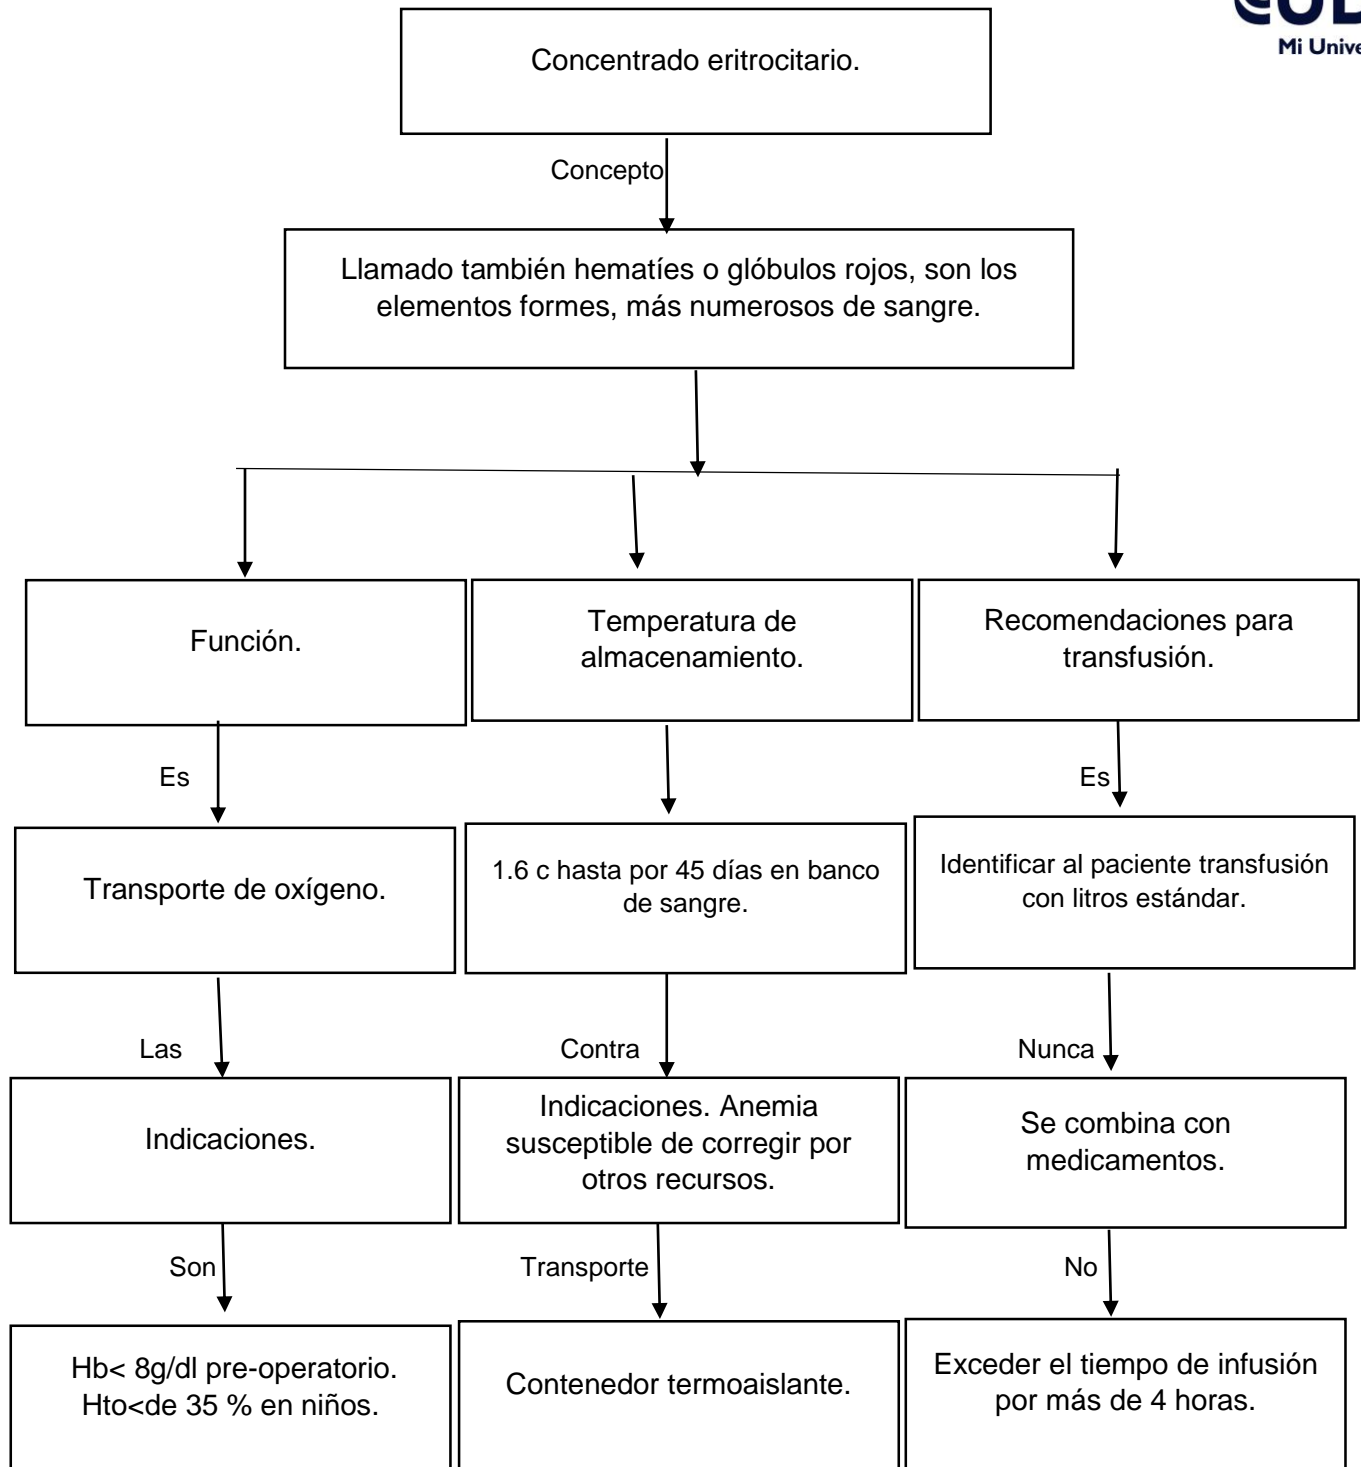 Mi Unive
Concentrado eritrocitario.
Concepto
Llamado también hematíes o glóbulos rojos, son los
elementos formes, más numerosos de sangre.
Función.
Temperatura de
almacenamiento.
Recomendaciones para
transfusión.
Es
Es
Transporte de oxígeno.
1.6 c hasta por 45 días en banco
de sangre.
Identificar al paciente transfusión
con litros estándar.
Las
Contra
Nunca
Indicaciones.
Indicaciones. Anemia
susceptible de corregir por
otros recursos.
Se combina con
medicamentos.
Son
Transporte
No
Hb< 8g/dl pre-operatorio.
Hto<de 35 % en niños.
Contenedor termoaislante.
Exceder el tiempo de infusión
por más de 4 horas.